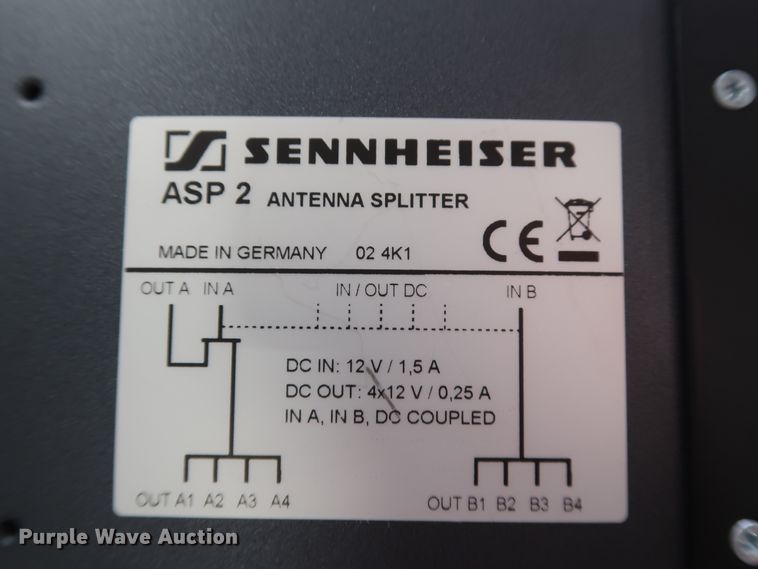 SENNHEISER
ASP 2 ANTENNA SPLITTER
CE
MADE IN GERMANY 02 4K1
OUT A IN A IN / OUT DC IN B
DC IN: 12 V / 1,5 A
DC OUT: 4x12 V / 0,25 A
IN A, IN B, DC COUPLED
OUT A1 A2 A3 A4 OUT B1 B2 B3 B4
Purple Wave Auction